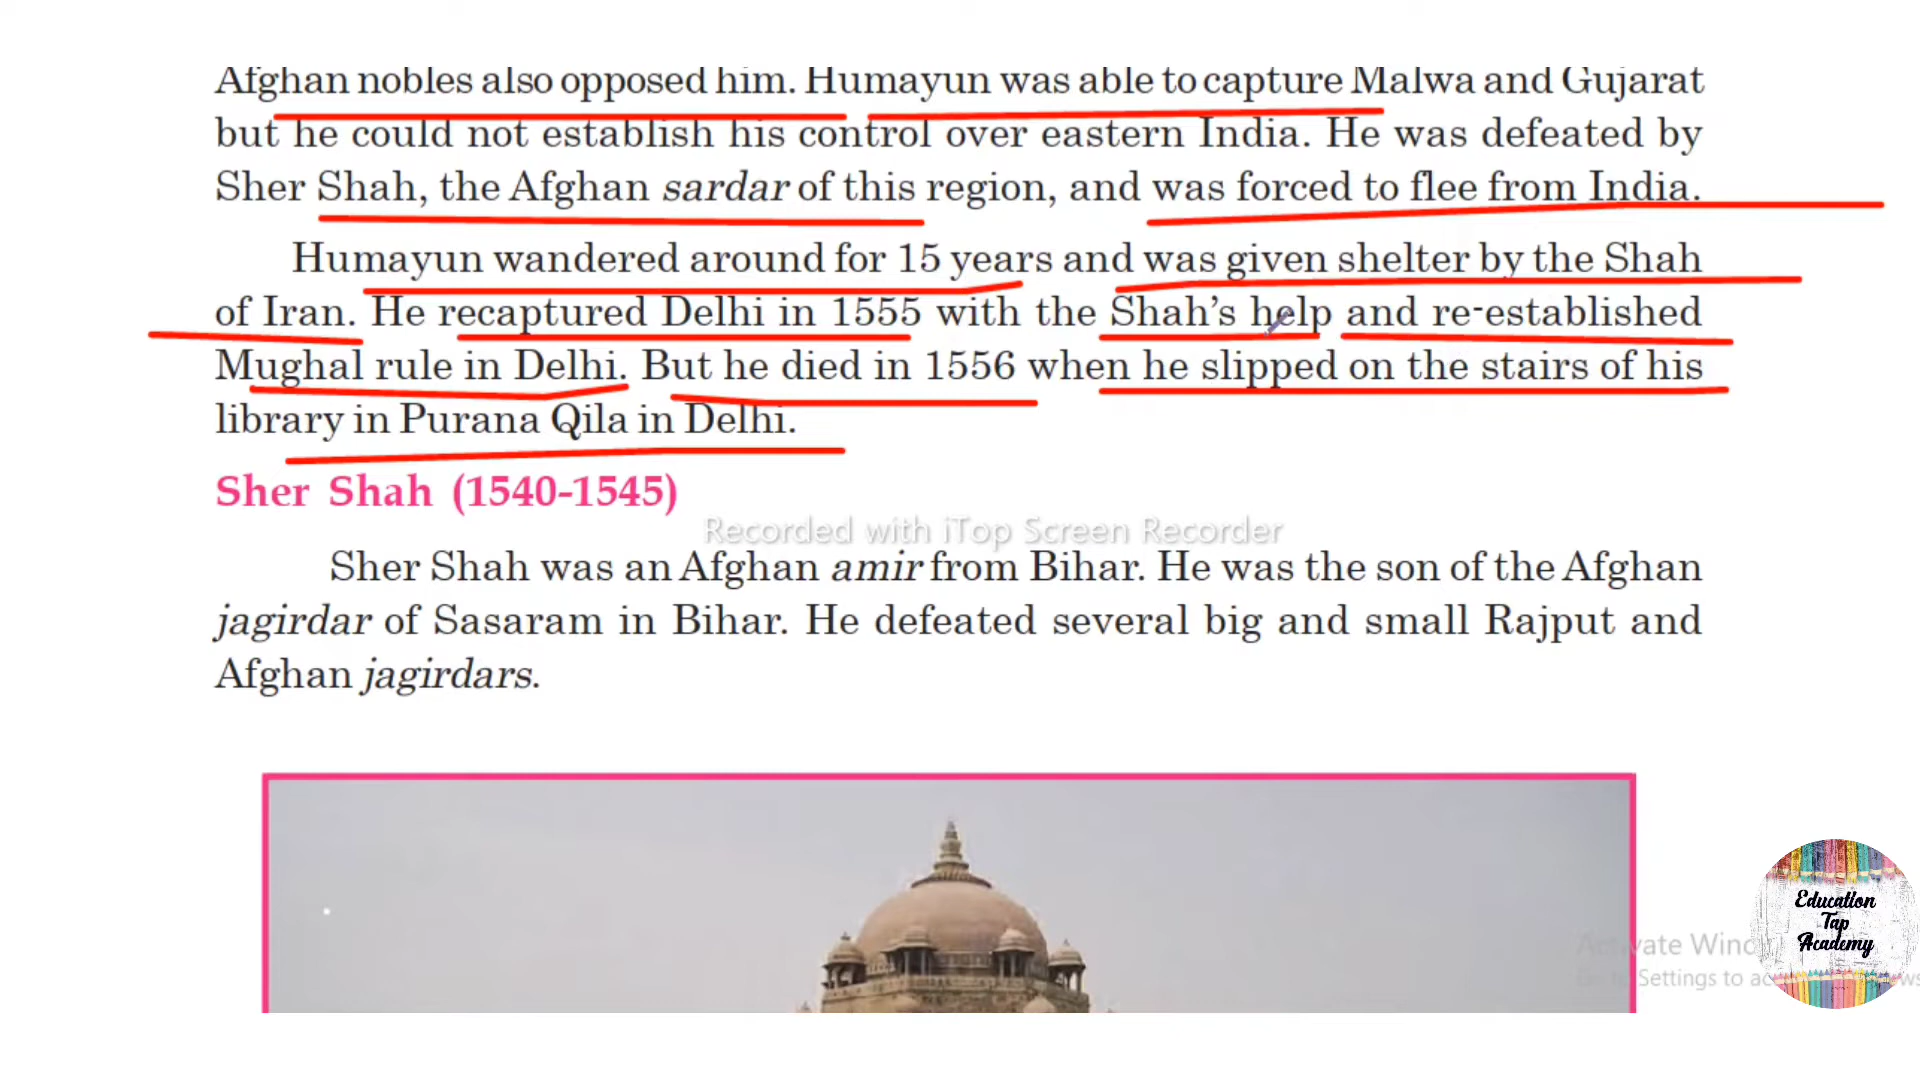 Afghan nobles also opposed him. Humayun was able to capture Malwa and Gujarat
but he could not establish his control over eastern India. He was defeated by
Sher Shah, the Afghan sardar of this region, and was forced to flee from India.
Humayun wandered around for 15 years and was given shelter by the Shah
of Iran. He recaptured Delhi in 1555 with the Shah's help and re-established
Mughal rule in Delhi. But he died in 1556 when he slipped on the stairs of his
library in Purana Qila in Delhi.
Sher Shah (1540-1545)
Recorded with iTop Screen Recorder
Sher Shah was an Afghan amir from Bihar. He was the son of the Afghan
jagirdar of Sasaram in Bihar. He defeated several big and small Rajput and
Afghan jagirdars.
Education
Tap
Academy
Settings to